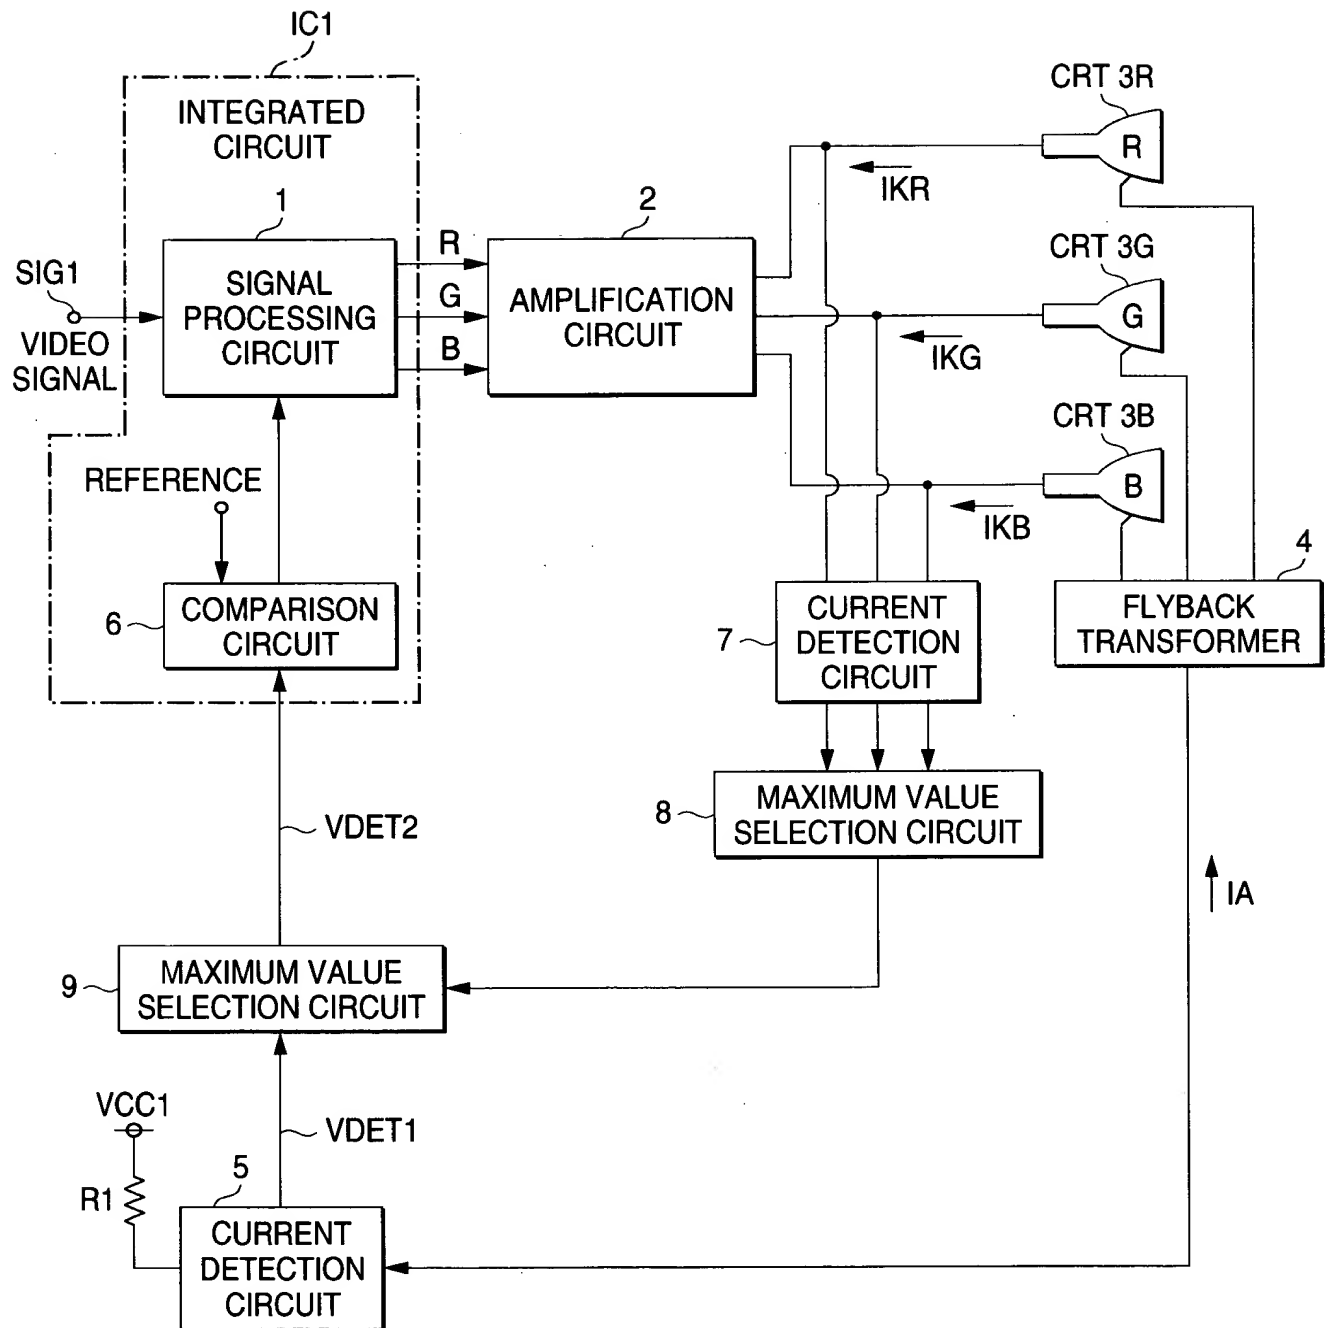 IC1
INTEGRATED
CIRCUIT
CRT 3R
R
IKR
1
2
R
G
B
SIG1
VIDEO
SIGNAL
SIGNAL
PROCESSING
CIRCUIT
AMPLIFICATION
CIRCUIT
CRT 3G
G
IKG
CRT 3B
B
IKB
REFERENCE
6
COMPARISON
CIRCUIT
7
CURRENT
DETECTION
CIRCUIT
4
FLYBACK
TRANSFORMER
8
MAXIMUM VALUE
SELECTION CIRCUIT
VDET2
IA
9
MAXIMUM VALUE
SELECTION CIRCUIT
VCC1
VDET1
R1
5
CURRENT
DETECTION
CIRCUIT